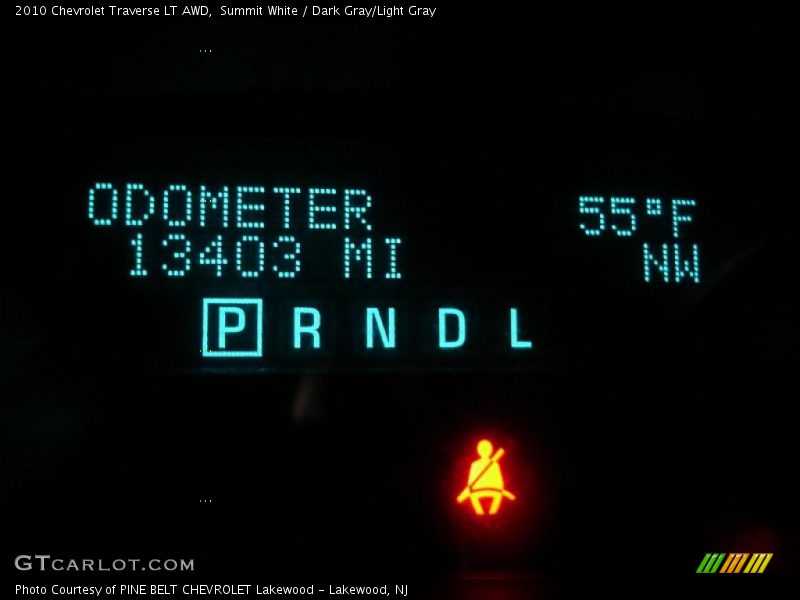 2010 Chevrolet Traverse LT AWD,  Summit White / Dark Gray/Light Gray
...
ODOMETER 55°F
13403 MI NW
P R N D L
...
GTCARLOT.COM
Photo Courtesy of PINE BELT CHEVROLET Lakewood - Lakewood, NJ